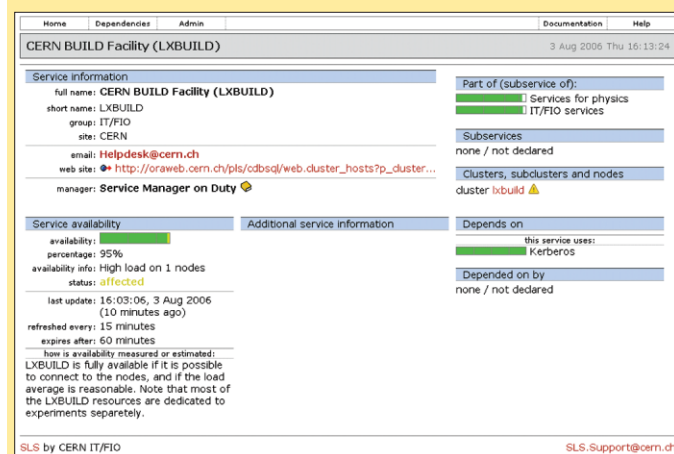 Home Dependencies Admin Documentation Help
CERN BUILD Facility (LXBUILD) 3 Aug 2006 Thu 16:13:24
Service information
full name: CERN BUILD Facility (LXBUILD)
short name: LXBUILD
group: IT/FIO
site: CERN
email: Helpdesk@cern.ch
web site: http://oraweb.cern.ch/pls/cdbsql/web.cluster_hosts?p_cluster...
manager: Service Manager on Duty
Part of (subservice of):
Services for physics
IT/FIO services
Subservices
none / not declared
Clusters, subclusters and nodes
cluster lxbuild
Service availability
availability:
percentage: 95%
availability info: High load on 1 nodes
status: affected
last update: 16:03:06, 3 Aug 2006
(10 minutes ago)
refreshed every: 15 minutes
expires after: 60 minutes
how is availability measured or estimated:
LXBUILD is fully available if it is possible
to connect to the nodes, and if the load
average is reasonable. Note that most of
the LXBUILD resources are dedicated to
experiments separetely.
Additional service information
Depends on
this service uses:
Kerberos
Depended on by
none / not declared
SLS by CERN IT/FIO SLS.Support@cern.ch